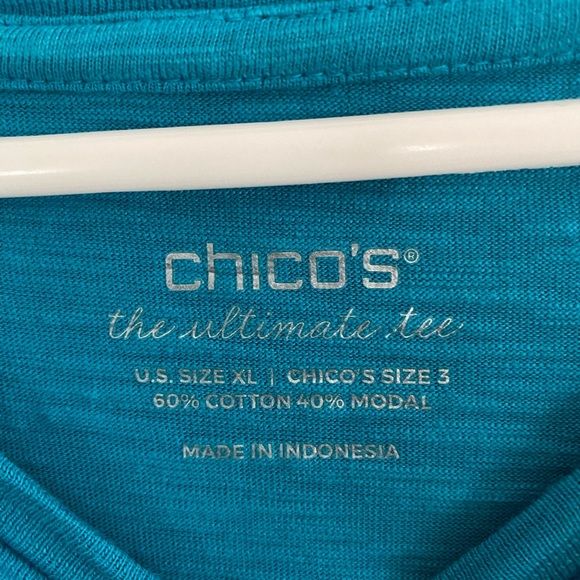 chico's®
the ultimate tee
U.S. SIZE XL | CHICO'S SIZE 3
60% COTTON 40% MODAL
MADE IN INDONESIA